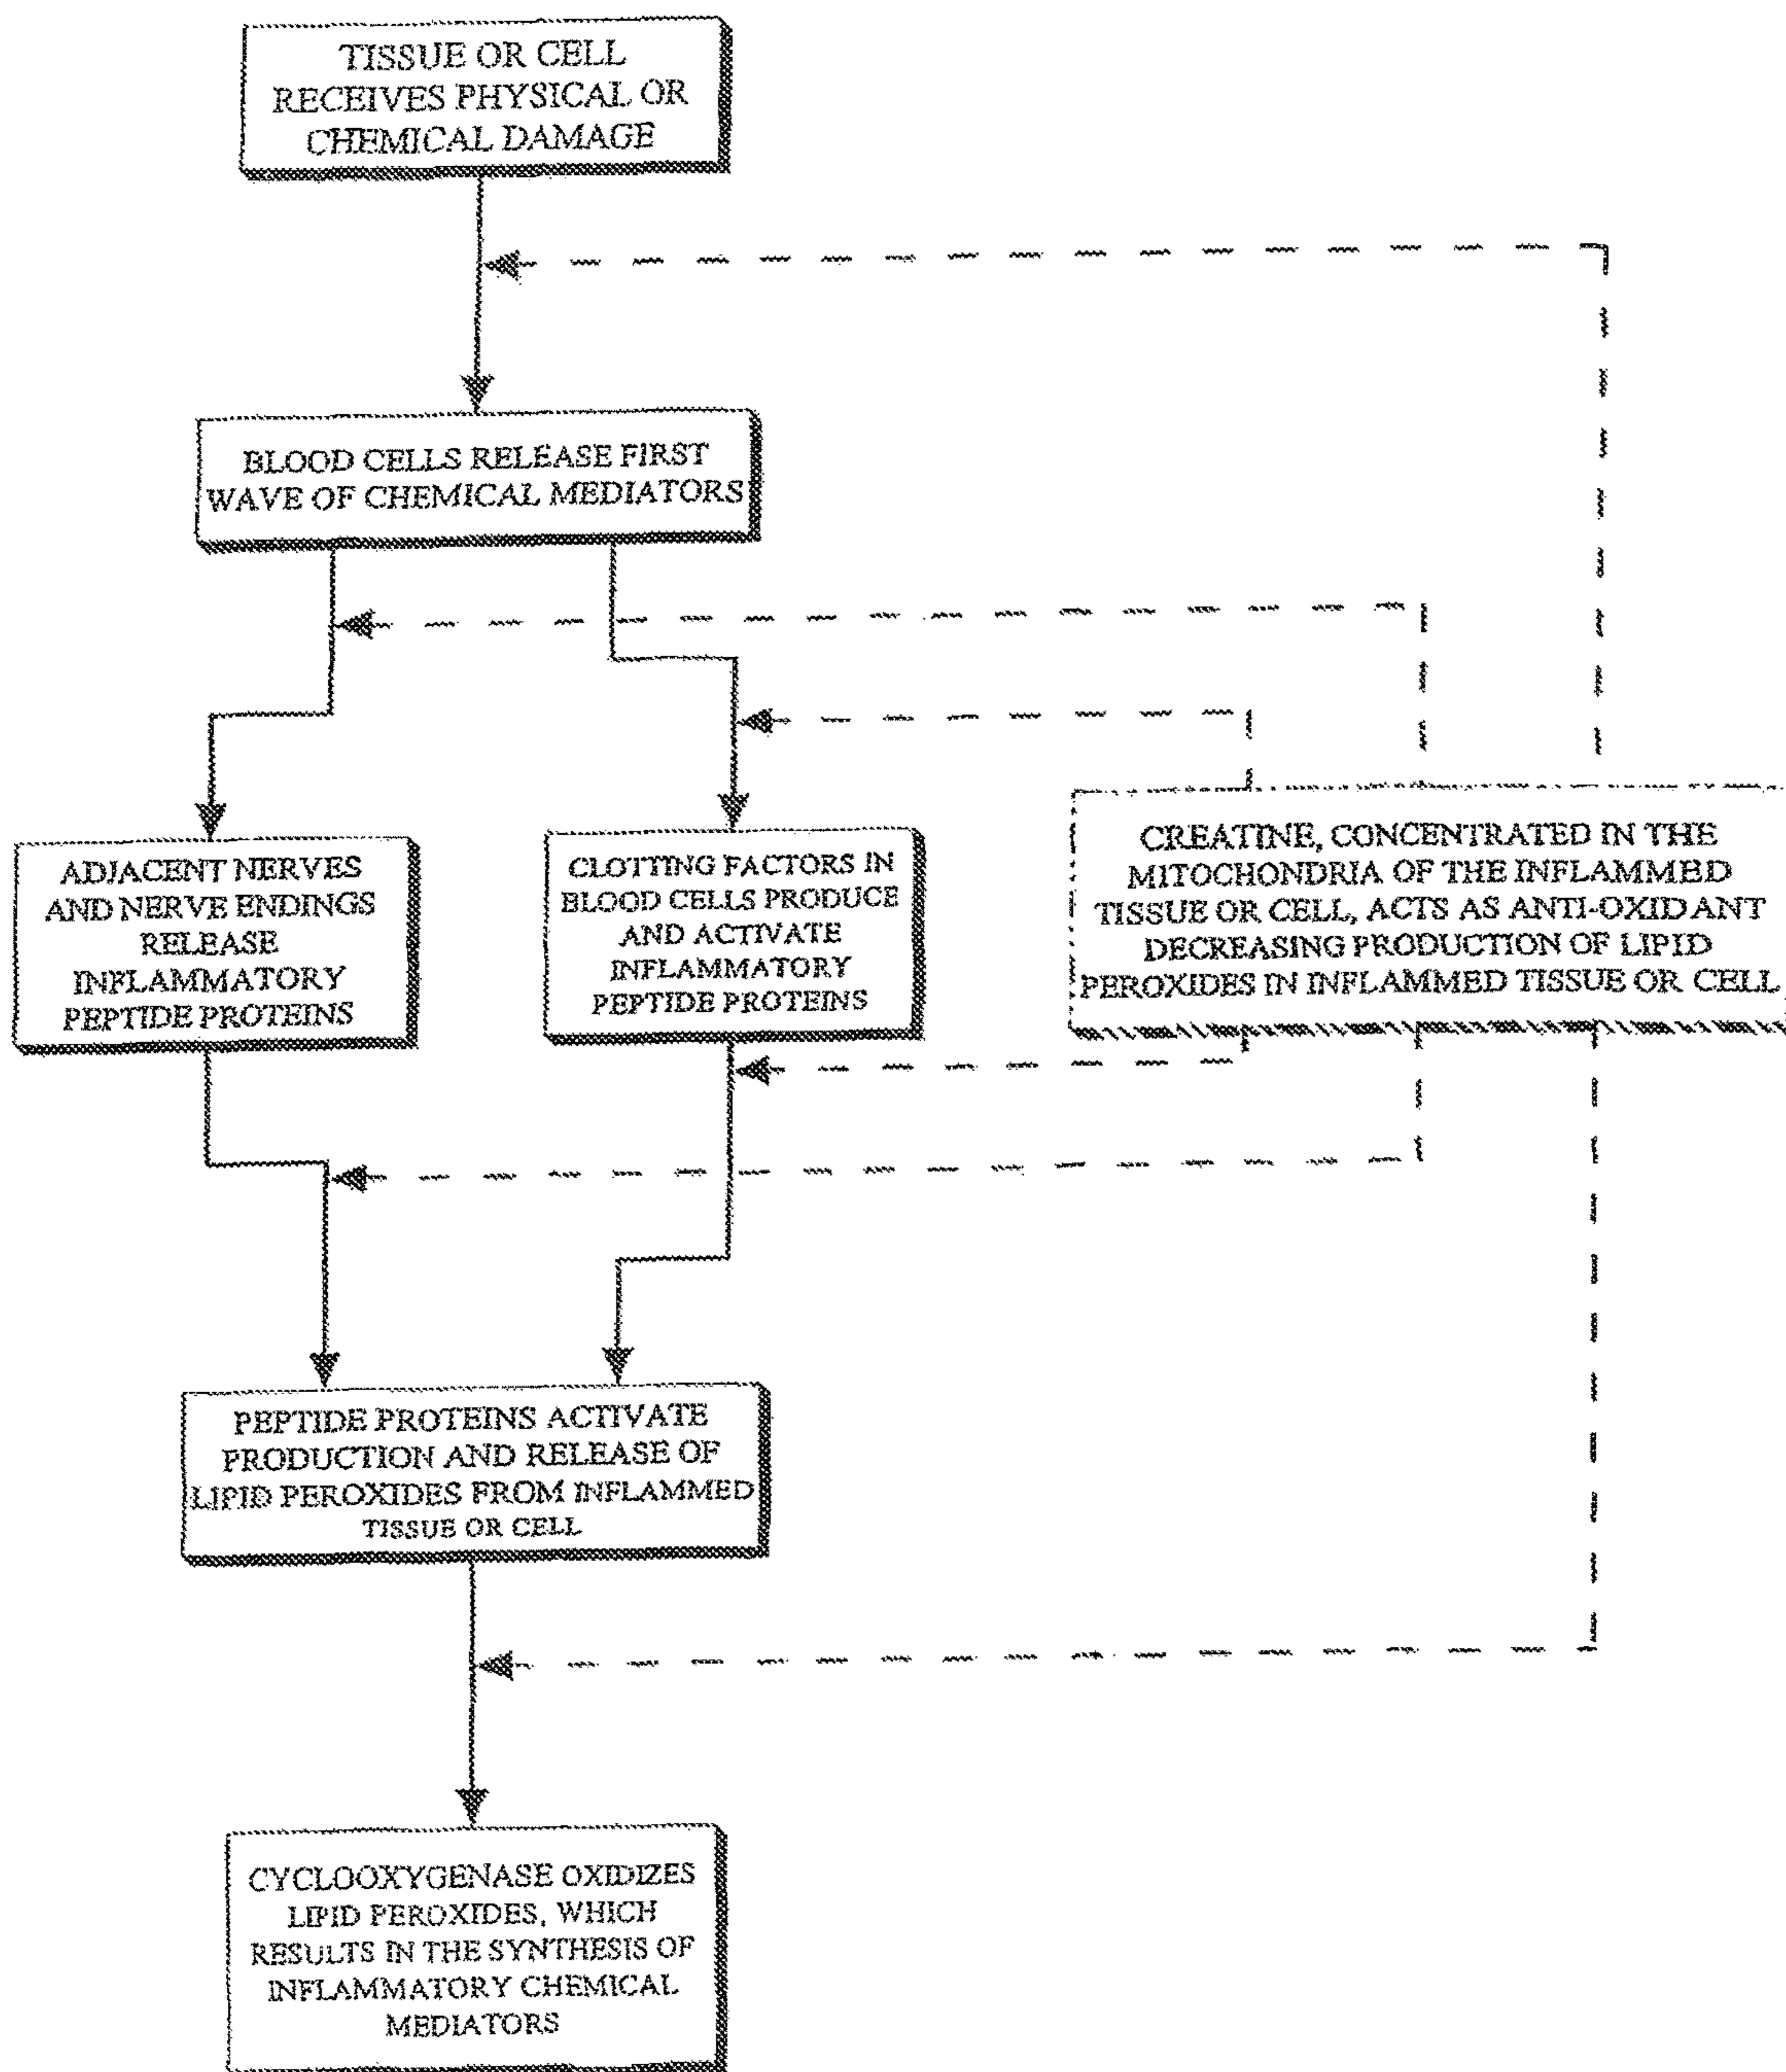 TISSUE OR CELL
RECEIVES PHYSICAL OR
CHEMICAL DAMAGE
BLOOD CELLS RELEASE FIRST
WAVE OF CHEMICAL MEDIATORS
ADJACENT NERVES
AND NERVE ENDINGS
RELEASE
INFLAMMATORY
PEPTIDE PROTEINS
CLOTTING FACTORS IN
BLOOD CELLS PRODUCE
AND ACTIVATE
INFLAMMATORY
PEPTIDE PROTEINS
CREATINE, CONCENTRATED IN THE
MITOCHONDRIA OF THE INFLAMMED
TISSUE OR CELL, ACTS AS ANTI-OXIDANT
DECREASING PRODUCTION OF LIPID
PEROXIDES IN INFLAMMED TISSUE OR CELL
PEPTIDE PROTEINS ACTIVATE
PRODUCTION AND RELEASE OF
LIPID PEROXIDES FROM INFLAMMED
TISSUE OR CELL
CYCLOOXYGENASE OXIDIZES
LIPID PEROXIDES, WHICH
RESULTS IN THE SYNTHESIS OF
INFLAMMATORY CHEMICAL
MEDIATORS